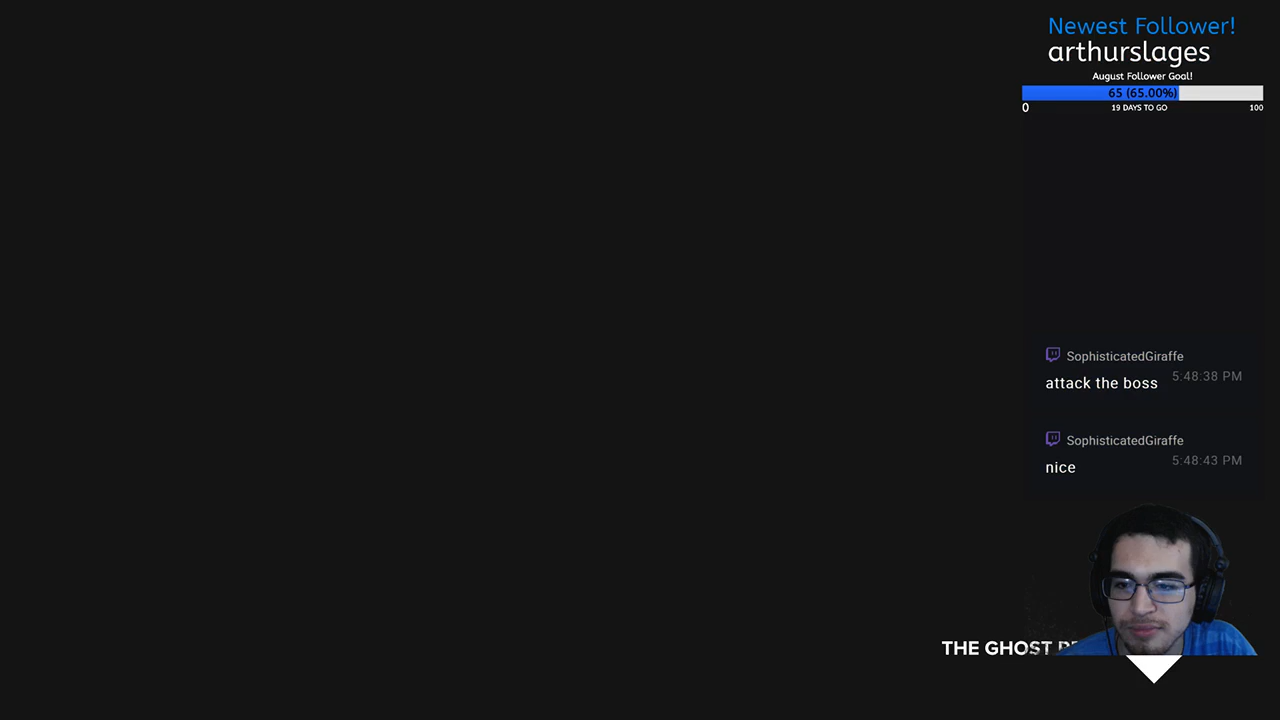 Newest Follower!
arthurslages
August Follower Goal!
65 (65.00%)
0
19 DAYS TO GO
100
SophisticatedGiraffe
attack the boss
5:48:38 PM
SophisticatedGiraffe
nice
5:48:43 PM
THE GHOST